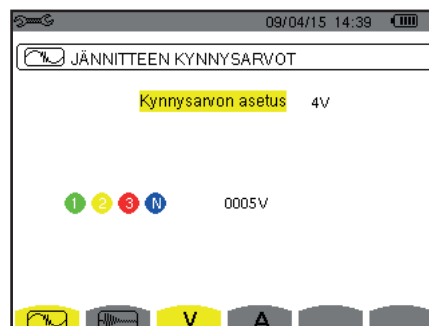 09/04/15 14:39
JÄNNITTEEN KYNNYSARVOT
Kynnysarvon asetus 4V
1 2 3 N 0005V
V A